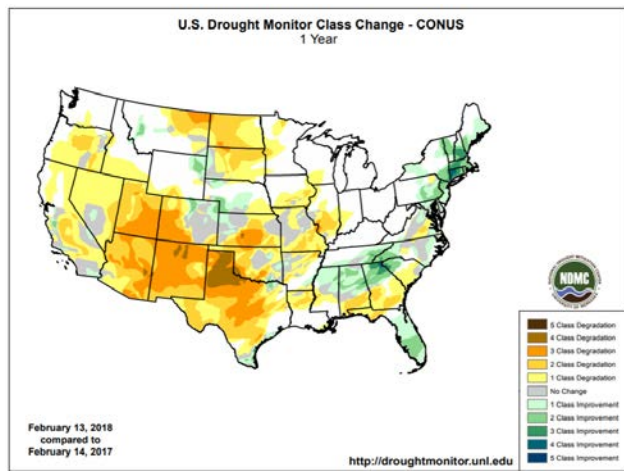 U.S. Drought Monitor Class Change - CONUS
1 Year
NDMC
5 Class Degradation
4 Class Degradation
3 Class Degradation
2 Class Degradation
1 Class Degradation
No Change
1 Class Improvement
2 Class Improvement
3 Class Improvement
4 Class Improvement
5 Class Improvement
February 13, 2018
compared to
February 14, 2017
http://droughtmonitor.unl.edu